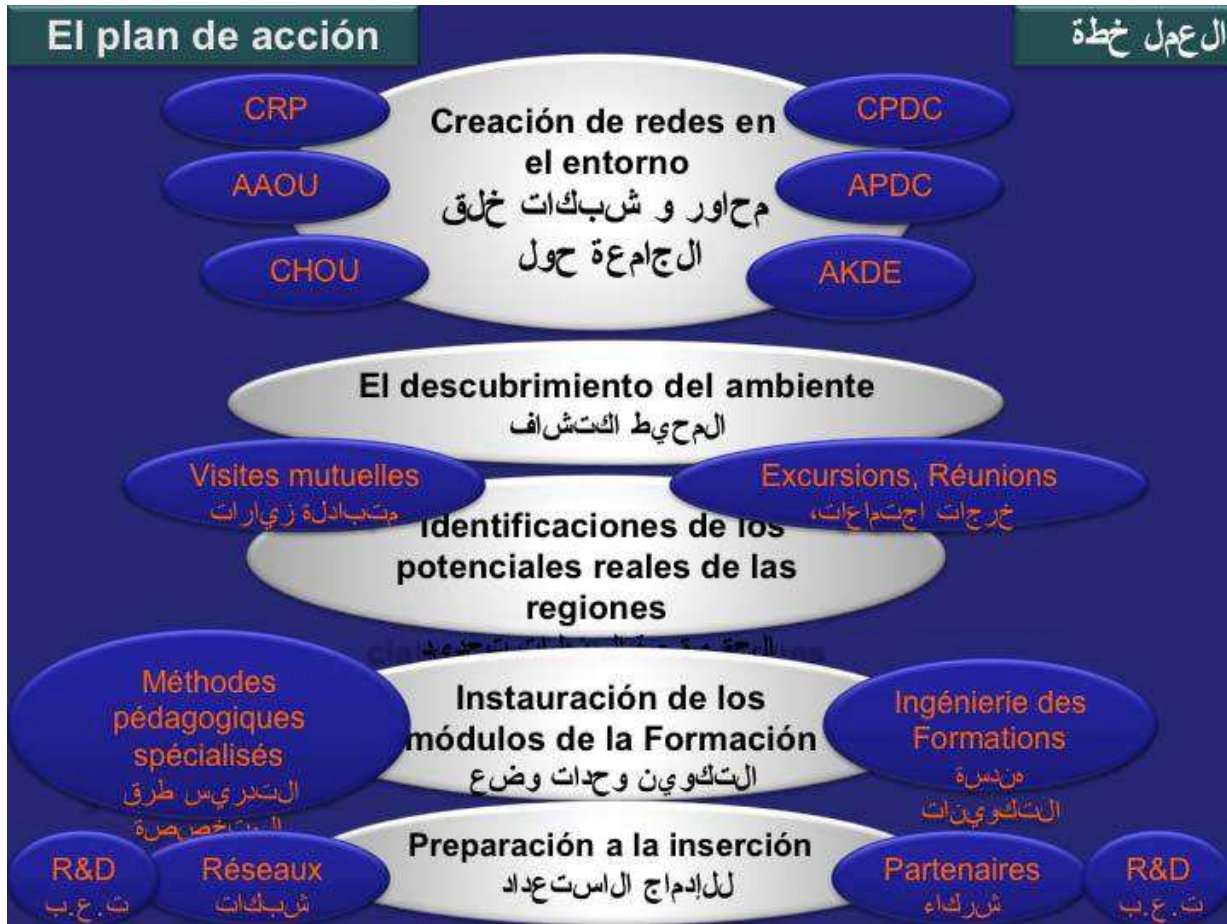 El plan de acción
العمل خطة
CRP
CPDC
Creación de redes en
el entorno
محاور و شبكات خلق
الجامعة حول
AAOU
APDC
CHOU
AKDE
El descubrimiento del ambiente
المحيط اكتشاف
Visites mutuelles
متبادلة زيارات
Excursions, Réunions
خرجات اجتماعات،
Identificaciones de los
potenciales reales de las
regiones
Méthodes
pédagogiques
spécialisés
التدريس طرق
المتخصصة
Instauración de los
módulos de la Formación
التكوين وحدات وضع
Ingénierie des
Formations
هندسة
التكوينات
Preparación a la inserción
للإدماج الاستعداد
R&D
ت.ع.ب
Réseaux
شبكات
Partenaires
شركاء
R&D
ت.ع.ب